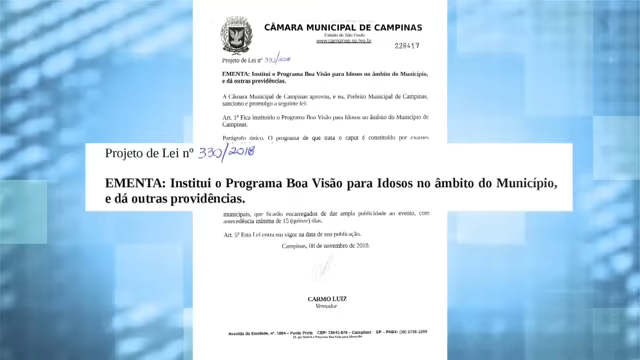 CÂMARA MUNICIPAL DE CAMPINAS
Estado de São Paulo
www.campinas.sp.leg.br
228417
Projeto de Lei nº 330/2018
EMENTA: Institui o Programa Boa Visão para Idosos no âmbito do Município,
e dá outras providências.
A Câmara Municipal de Campinas aprovou, e eu, Prefeito Municipal de Campinas,
sanciono e promulgo a seguinte lei:
Art. 1º Fica instituído o Programa Boa Visão para Idosos no âmbito do Município de
Campinas.
Parágrafo único. O programa de que trata o caput é constituído por exames
Projeto de Lei nº 330/2018
EMENTA: Institui o Programa Boa Visão para Idosos no âmbito do Município,
e dá outras providências.
municipais, que ficarão encarregados de dar ampla publicidade ao evento, com
antecedência mínima de 15 (quinze) dias.
Art. 5º Esta Lei entra em vigor na data de sua publicação.
Campinas, 08 de novembro de 2018.
CARMO LUIZ
Vereador